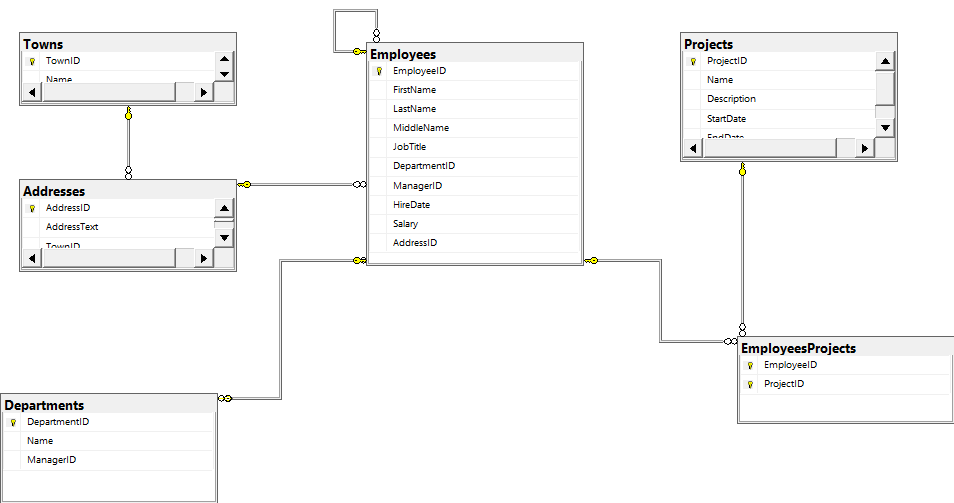 Towns
TownID
Name
Addresses
AddressID
AddressText
TownID
Employees
EmployeeID
FirstName
LastName
MiddleName
JobTitle
DepartmentID
ManagerID
HireDate
Salary
AddressID
Projects
ProjectID
Name
Description
StartDate
EndDate
EmployeesProjects
EmployeeID
ProjectID
Departments
DepartmentID
Name
ManagerID